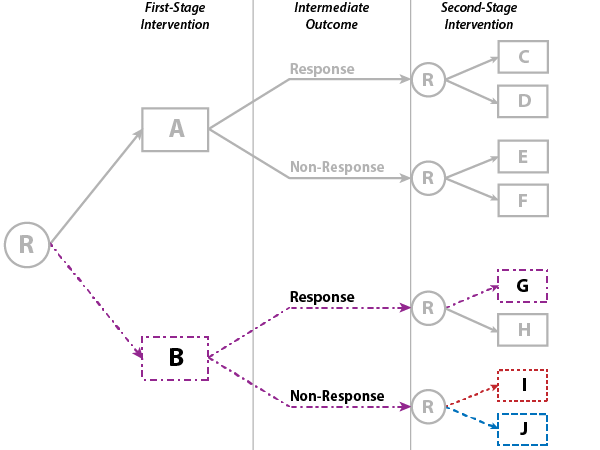 First-Stage
Intervention
Intermediate
Outcome
Second-Stage
Intervention
Response
R
C
D
A
Non-Response
R
E
F
R
Response
R
G
H
B
Non-Response
R
I
J